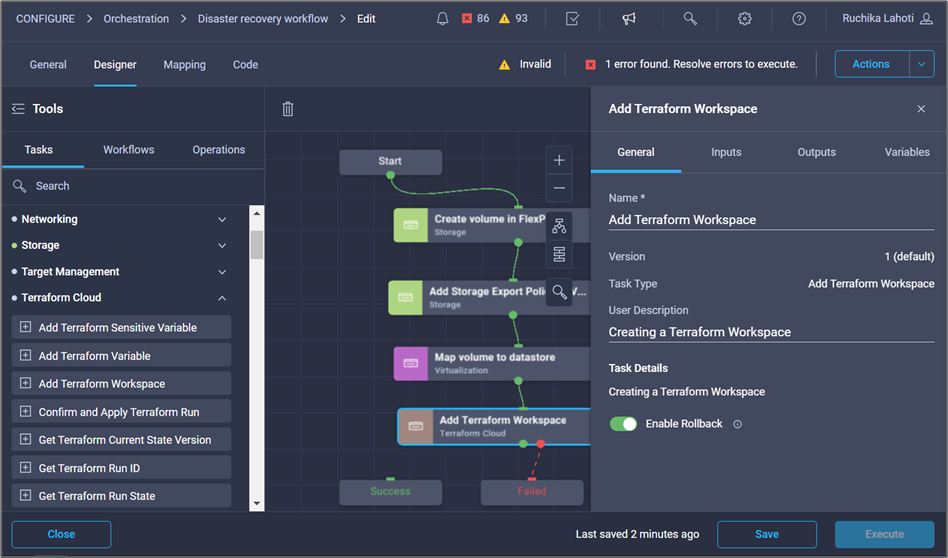 CONFIGURE > Orchestration > Disaster recovery workflow > Edit
86
93
Ruchika Lahoti
General
Designer
Mapping
Code
Invalid
1 error found. Resolve errors to execute.
Actions
Tools
Tasks
Workflows
Operations
Search
Networking
Storage
Target Management
Terraform Cloud
Add Terraform Sensitive Variable
Add Terraform Variable
Add Terraform Workspace
Confirm and Apply Terraform Run
Get Terraform Current State Version
Get Terraform Run ID
Get Terraform Run State
Start
Create volume in FlexP
Storage
Add Storage Export Polic V...
Storage
Map volume to datastore
Virtualization
Add Terraform Workspace
Terraform Cloud
Success
Failed
Add Terraform Workspace
General
Inputs
Outputs
Variables
Name *
Add Terraform Workspace
Version
1 (default)
Task Type
Add Terraform Workspace
User Description
Creating a Terraform Workspace
Task Details
Creating a Terraform Workspace
Enable Rollback
Close
Last saved 2 minutes ago
Save
Execute